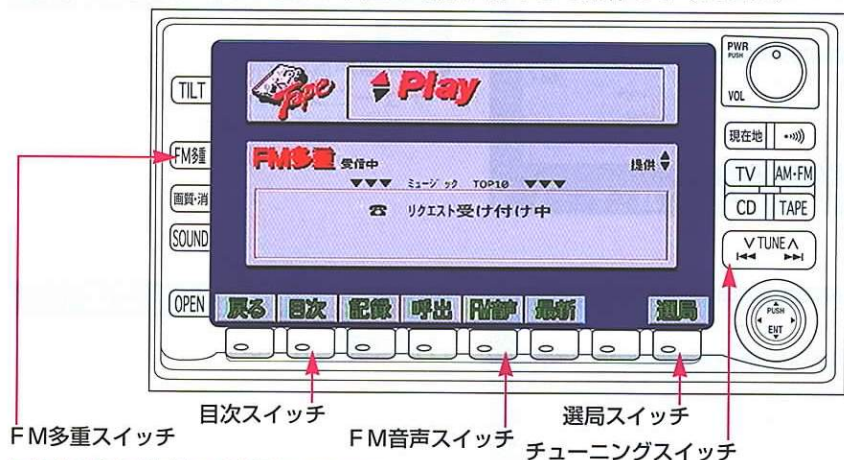 TILT
FM多重
画質・消
SOUND
OPEN
Tape
Play
FM多重 受信中 提供
▼▼▼ ミュージック TOP10 ▼▼▼
☎ リクエスト受け付け中
戻る 目次 記録 呼出 FM音声 最新 選局
PWR
PUSH
VOL
現在地
TV AM・FM
CD TAPE
∨ TUNE ∧
PUSH
ENT
目次スイッチ
選局スイッチ
FM多重スイッチ
FM音声スイッチ
チューニングスイッチ